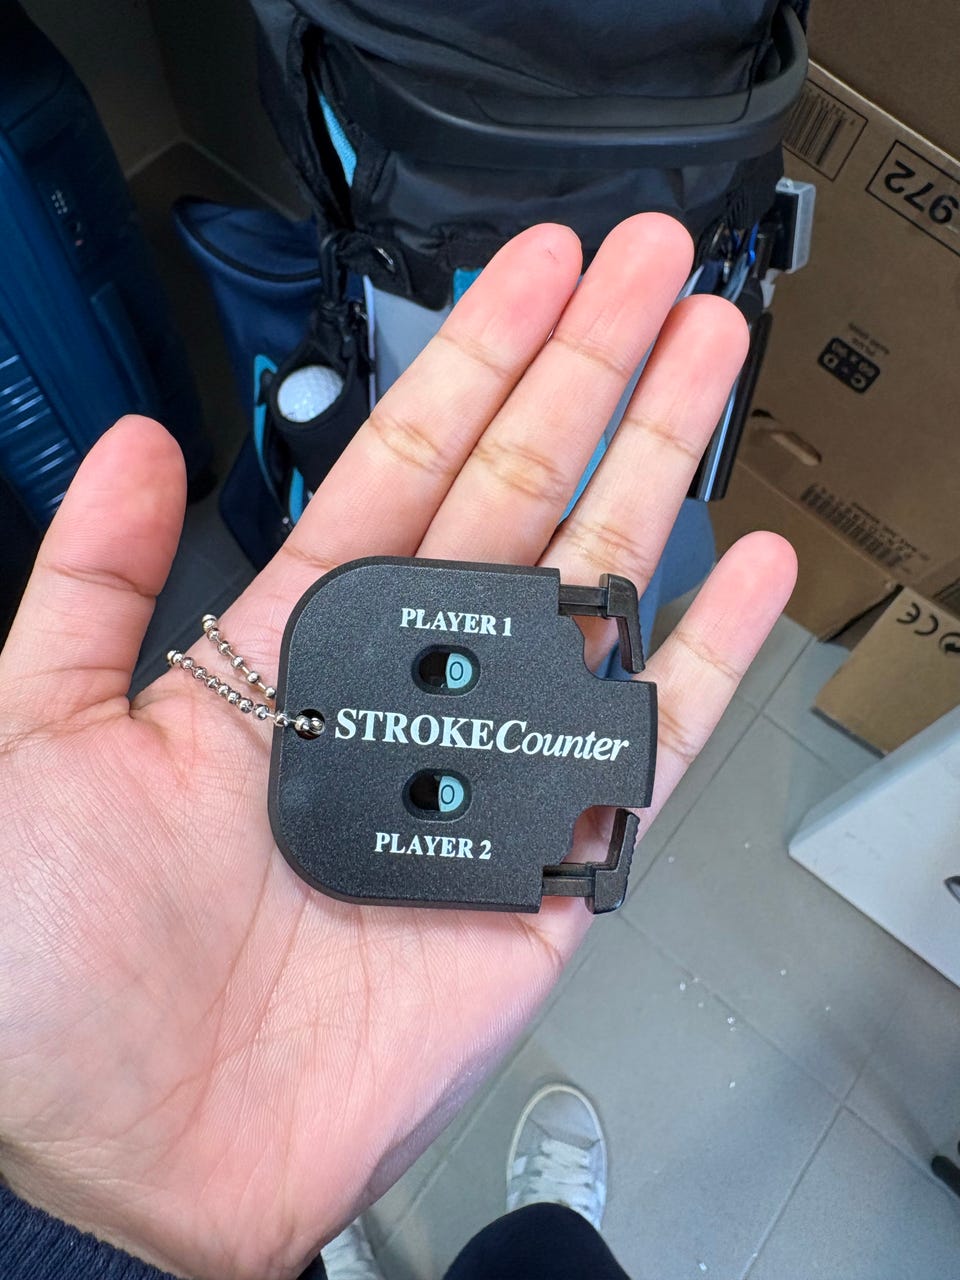 PLAYER 1
0
STROKECounter
0
PLAYER 2
972
CE